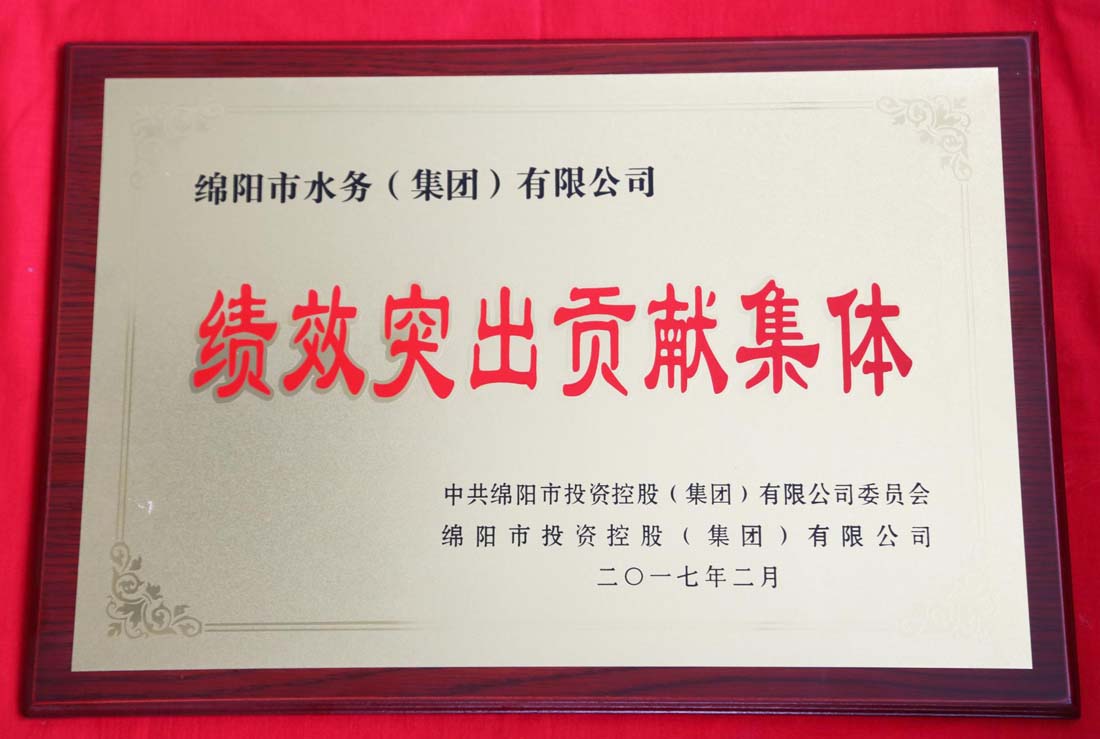 绵阳市水务（集团）有限公司
绩效突出贡献集体
中共绵阳市投资控股（集团）有限公司委员会
绵阳市投资控股（集团）有限公司
二〇一七年二月